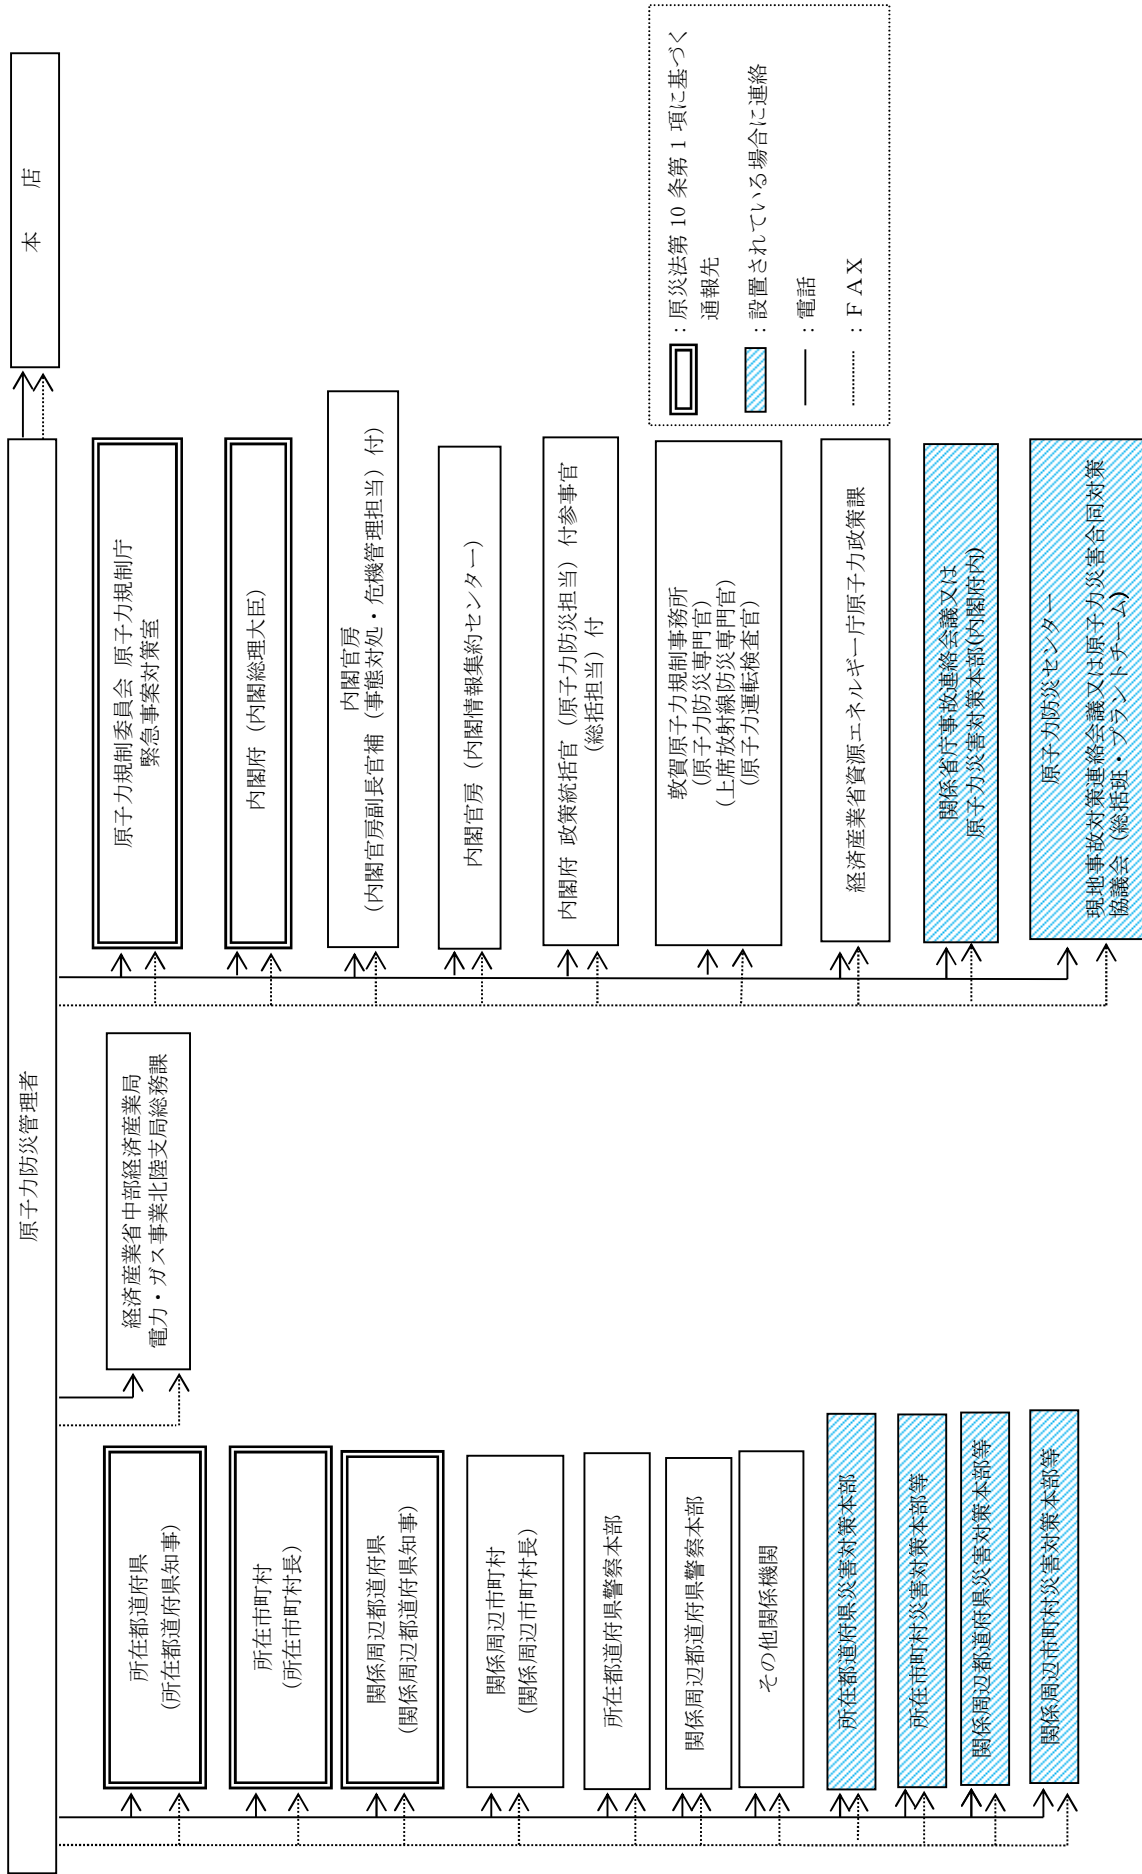 原子力防災管理者
本　店
所在都道府県
(所在都道府県知事)
所在市町村
(所在市町村長)
関係周辺都道府県
(関係周辺都道府県知事)
関係周辺市町村
(関係周辺市町村長)
所在都道府県警察本部
関係周辺都道府県警察本部
その他関係機関
所在都道府県災害対策本部
所在市町村災害対策本部等
関係周辺都道府県災害対策本部等
関係周辺市町村災害対策本部等
経済産業省中部経済産業局
電力・ガス事業北陸支局総務課
原子力規制委員会 原子力規制庁
緊急事案対策室
内閣府（内閣総理大臣）
内閣官房
(内閣官房副長官補（事態対処・危機管理担当）付)
内閣官房（内閣情報集約センター）
内閣府 政策統括官（原子力防災担当）付参事官
(総括担当）付
敦賀原子力規制事務所
(原子力防災専門官)
(上席放射線防災専門官)
(原子力運転検査官)
経済産業省資源エネルギー庁原子力政策課
関係省庁事故連絡会議又は
原子力災害対策本部(内閣府内)
原子力防災センター
現地事故対策連絡会議又は原子力災害合同対策
協議会（総括班・プラントチーム)
：原災法第 10 条第 1 項に基づく
通報先
：設置されている場合に連絡
：電話
：ＦＡＸ